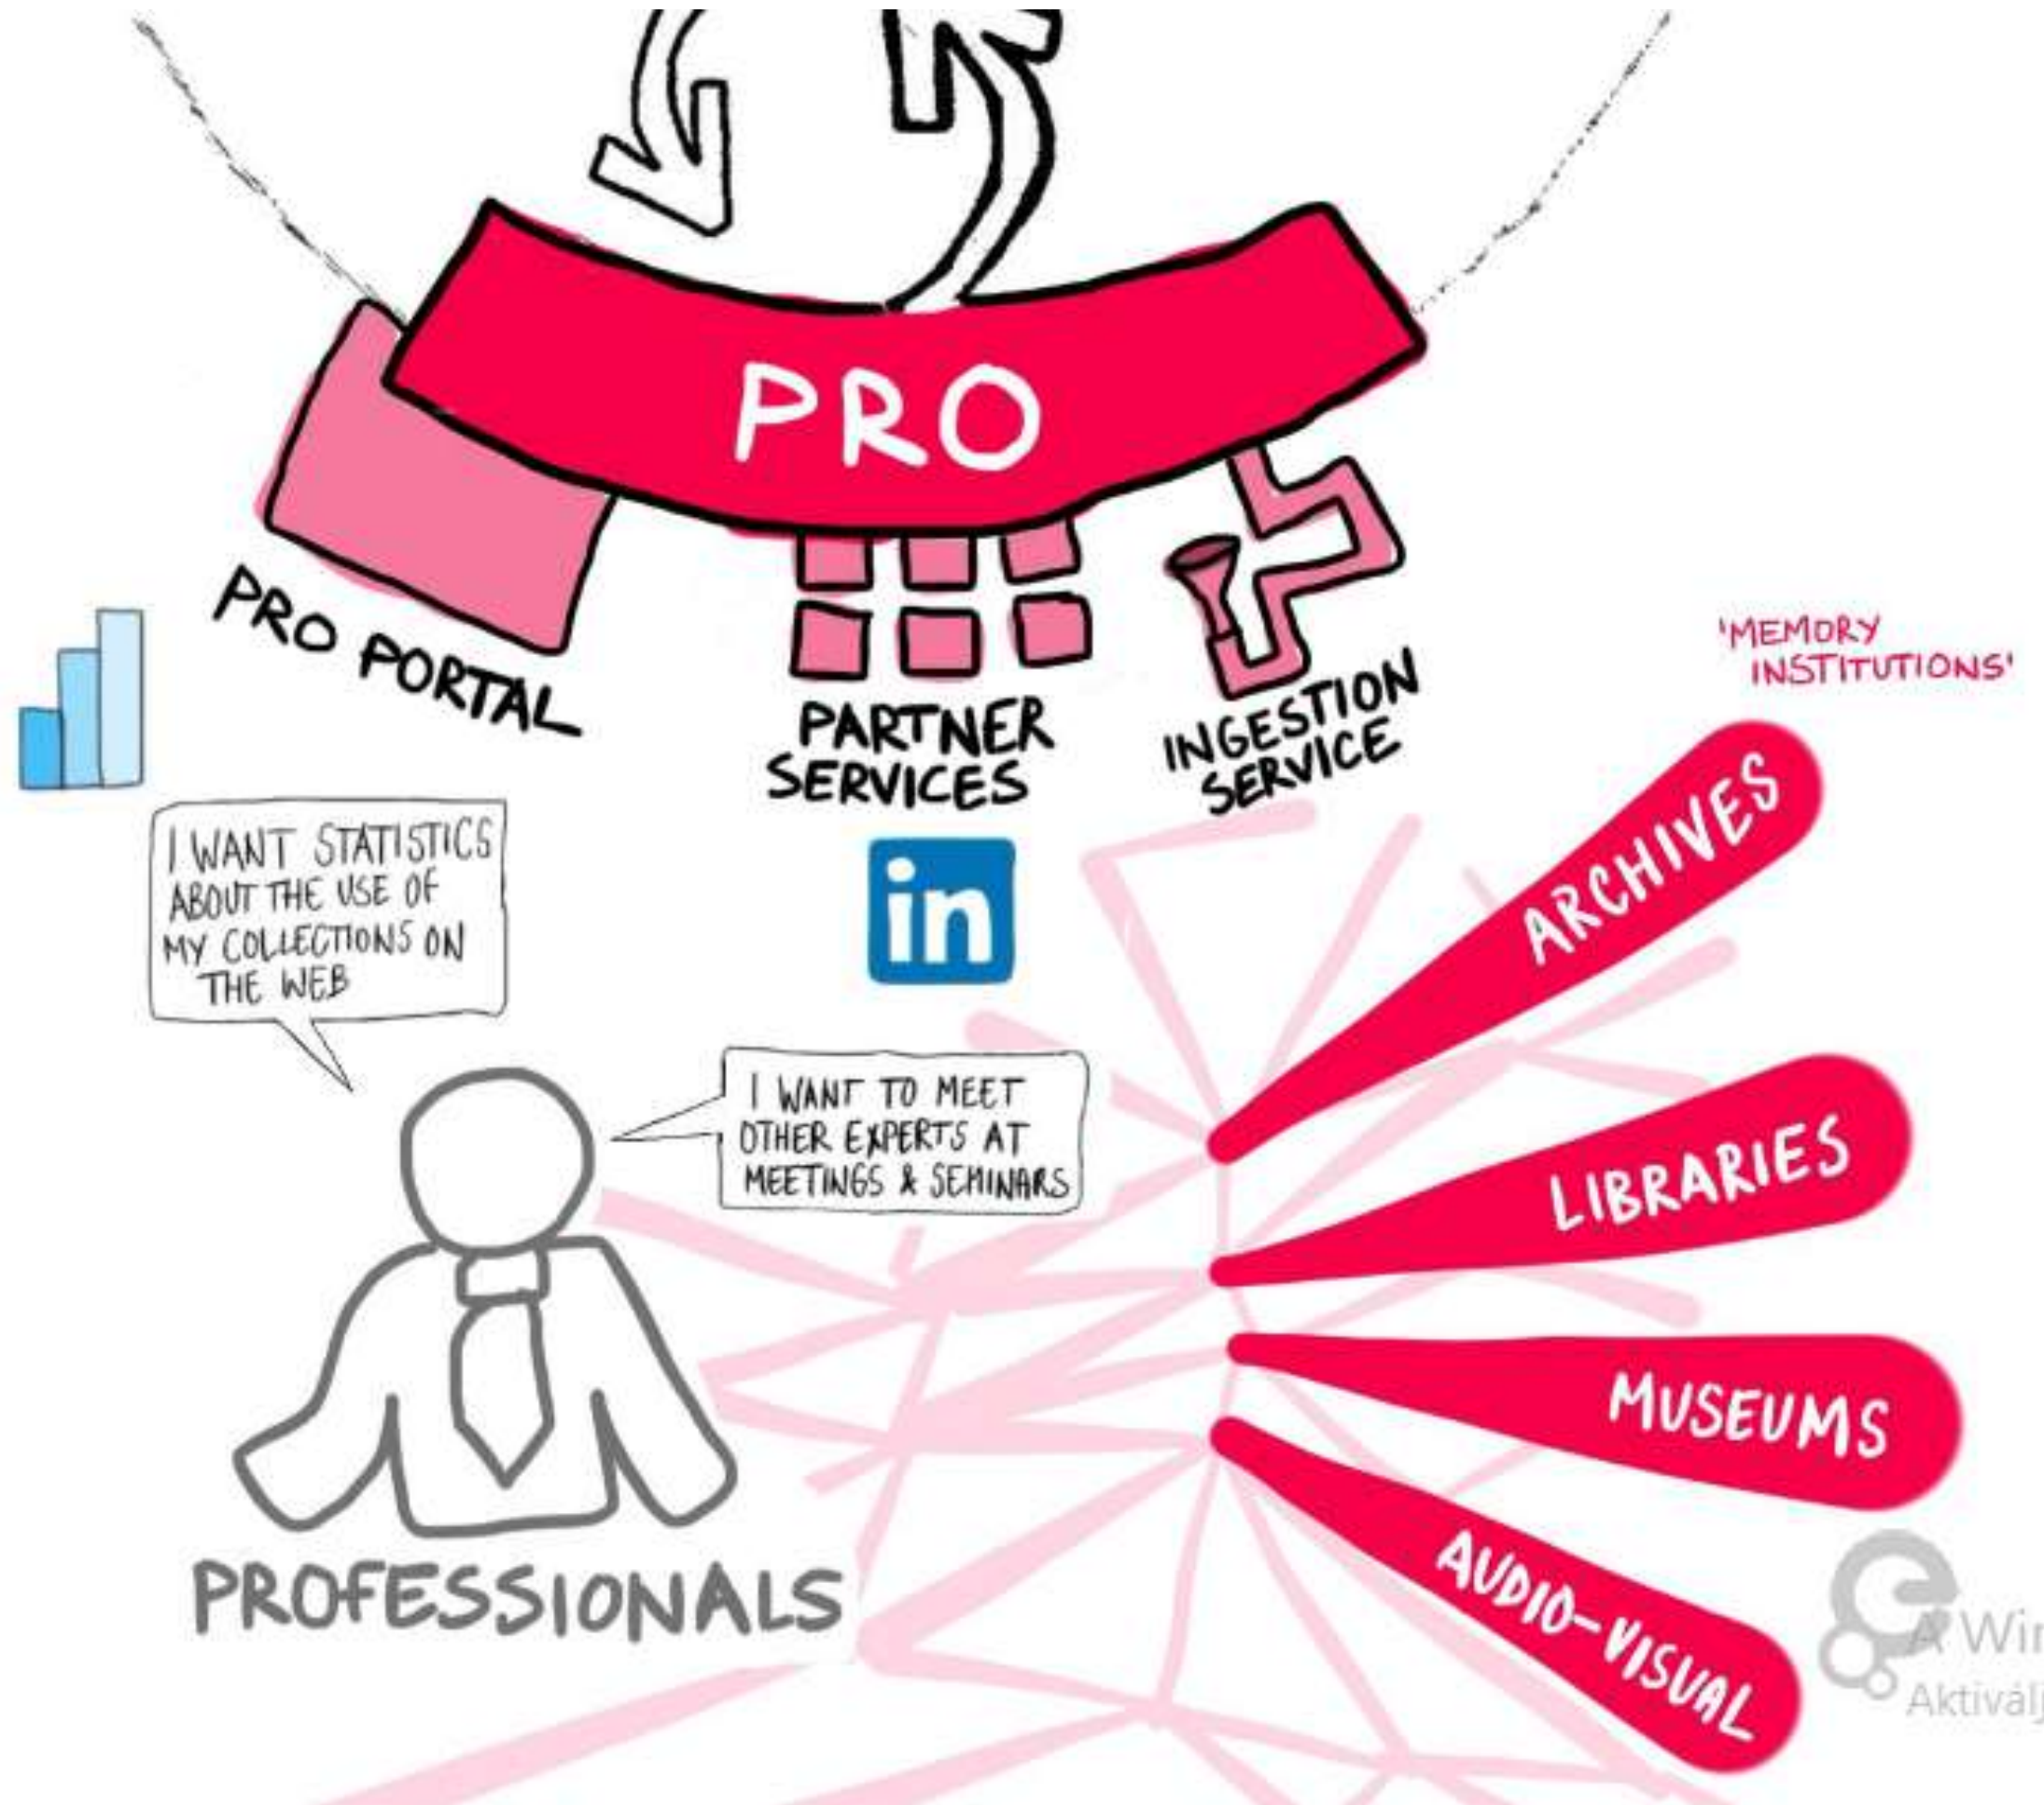 PRO
PRO PORTAL
PARTNER
SERVICES
INGESTION
SERVICE
'MEMORY
INSTITUTIONS'
I WANT STATISTICS
ABOUT THE USE OF
MY COLLECTIONS ON
THE WEB
in
I WANT TO MEET
OTHER EXPERTS AT
MEETINGS & SEMINARS
ARCHIVES
LIBRARIES
MUSEUMS
AUDIO-VISUAL
PROFESSIONALS
A